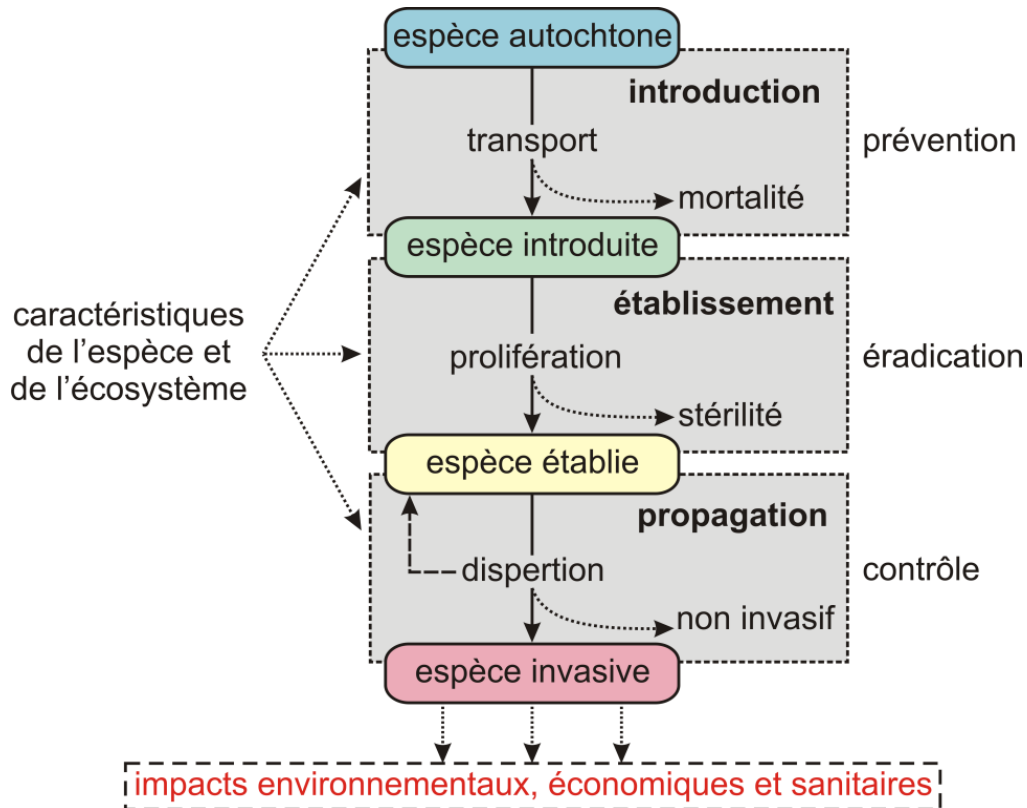 espèce autochtone
introduction
transport
prévention
mortalité
espèce introduite
établissement
caractéristiques
de l'espèce et
de l'écosystème
prolifération
éradication
stérilité
espèce établie
propagation
dispertion
contrôle
non invasif
espèce invasive
impacts environnementaux, économiques et sanitaires